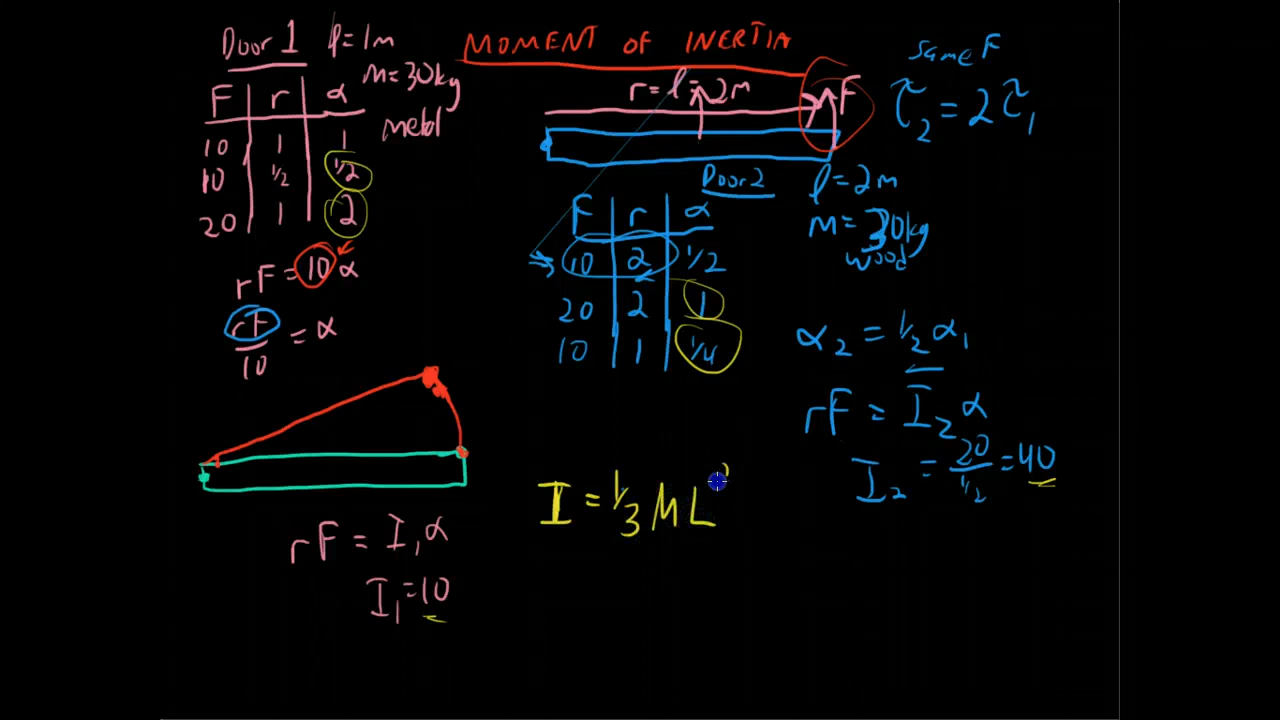 MOMENT OF INERTIA
Door 1 l = 1m
M = 30kg
metal
F r α
10 1 1
10 1/2 1/2
20 1 2
rF = 10 α
rF/10 = α
rF = I₁α
I₁ = 10
r = l = 2m
F
Door 2
l = 2m
M = 30kg
wood
F r α
10 2 1/2
20 2 1
10 1 1/4
I = 1/3 M L
same F
τ₂ = 2 τ₁
α₂ = 1/2 α₁
rF = I₂ α
I₂ = 20/1/2 = 40